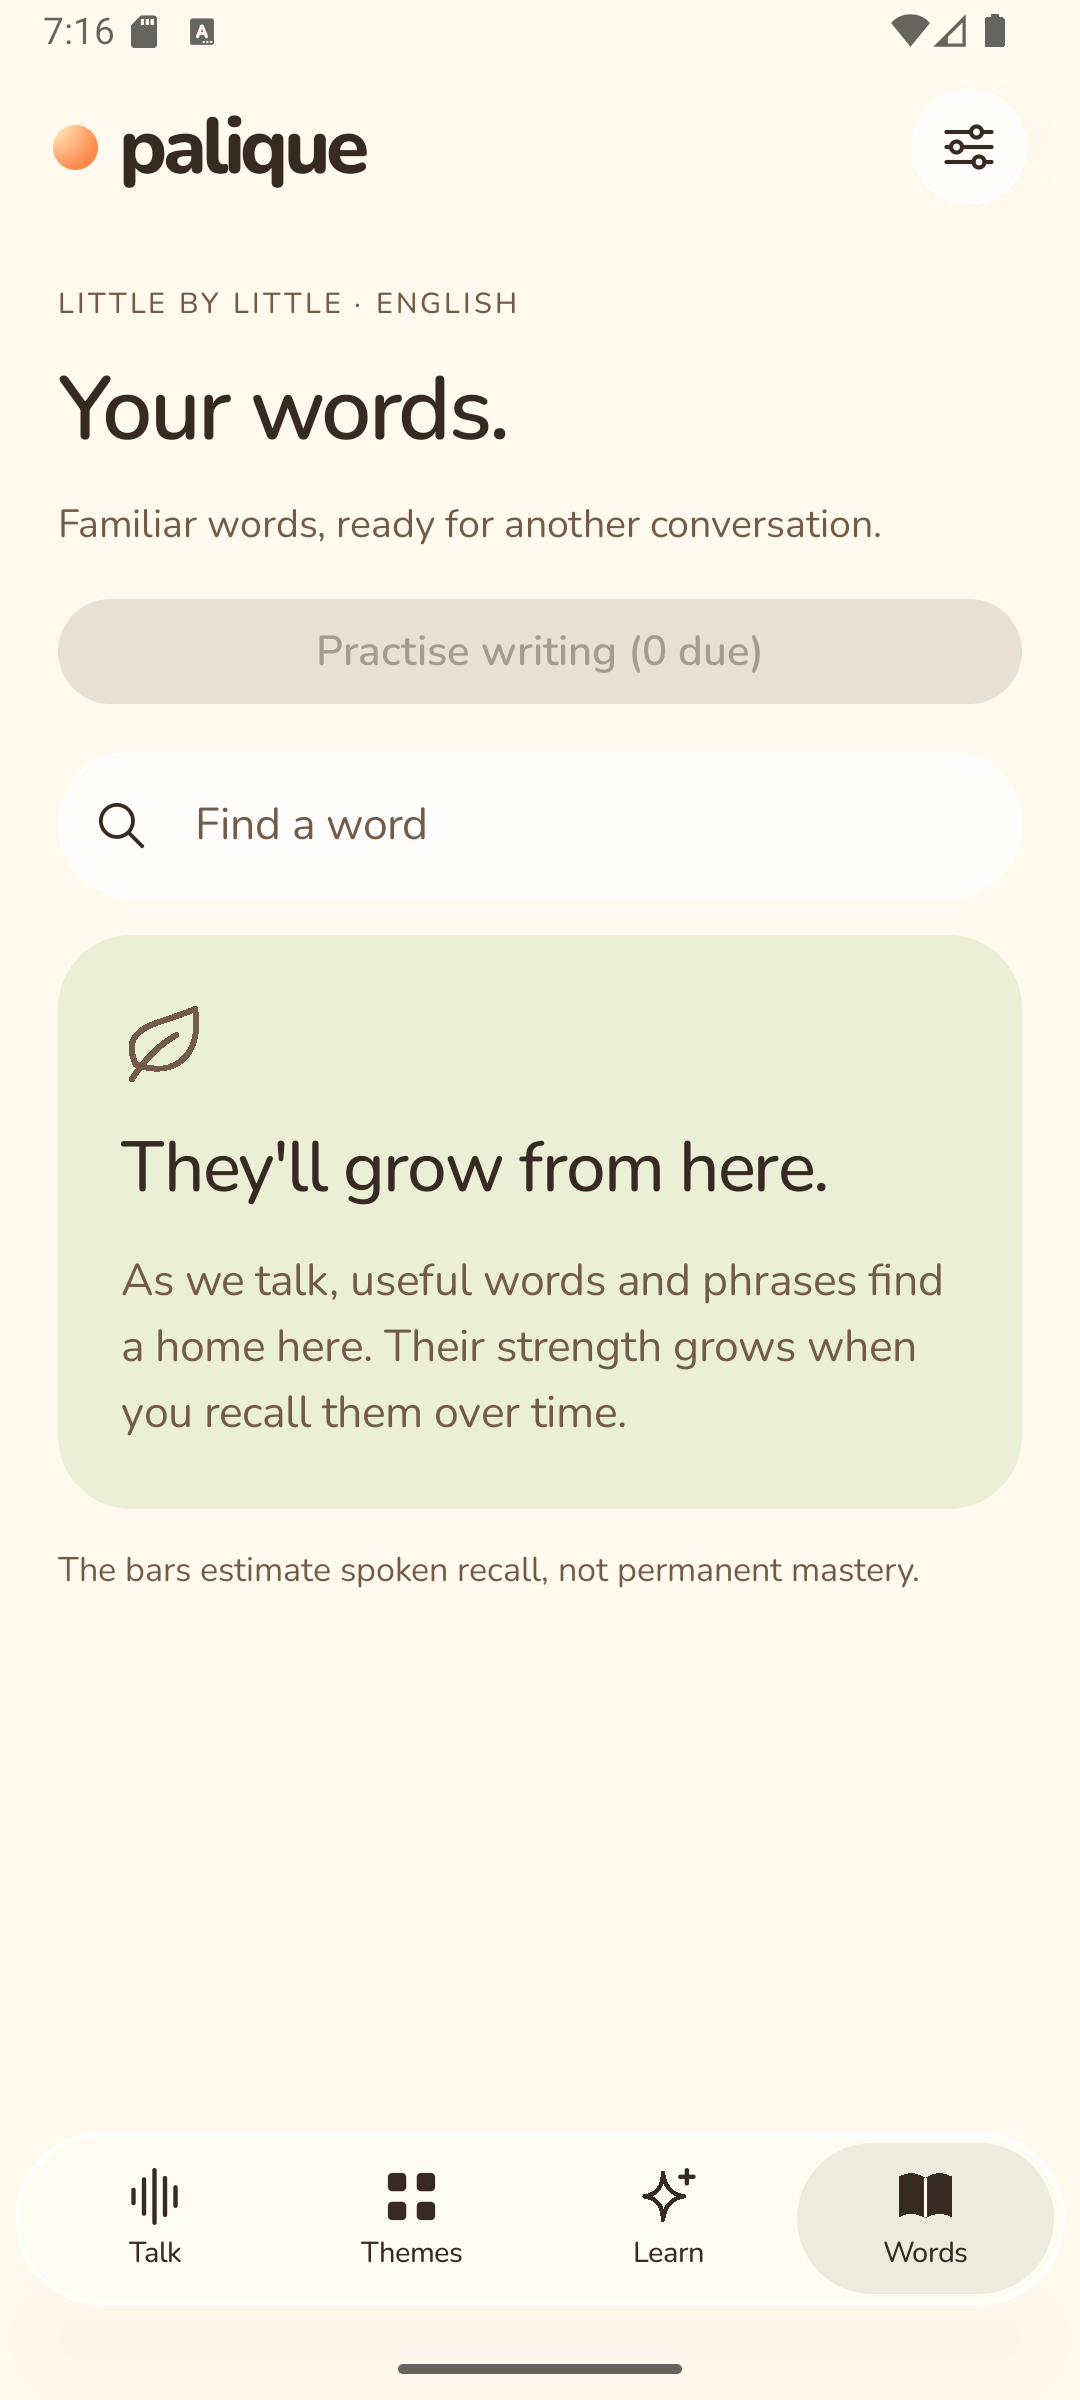 7:16
palique
LITTLE BY LITTLE · ENGLISH
Your words.
Familiar words, ready for another conversation.
Practise writing (0 due)
Find a word
They'll grow from here.
As we talk, useful words and phrases find
a home here. Their strength grows when
you recall them over time.
The bars estimate spoken recall, not permanent mastery.
Talk
Themes
Learn
Words